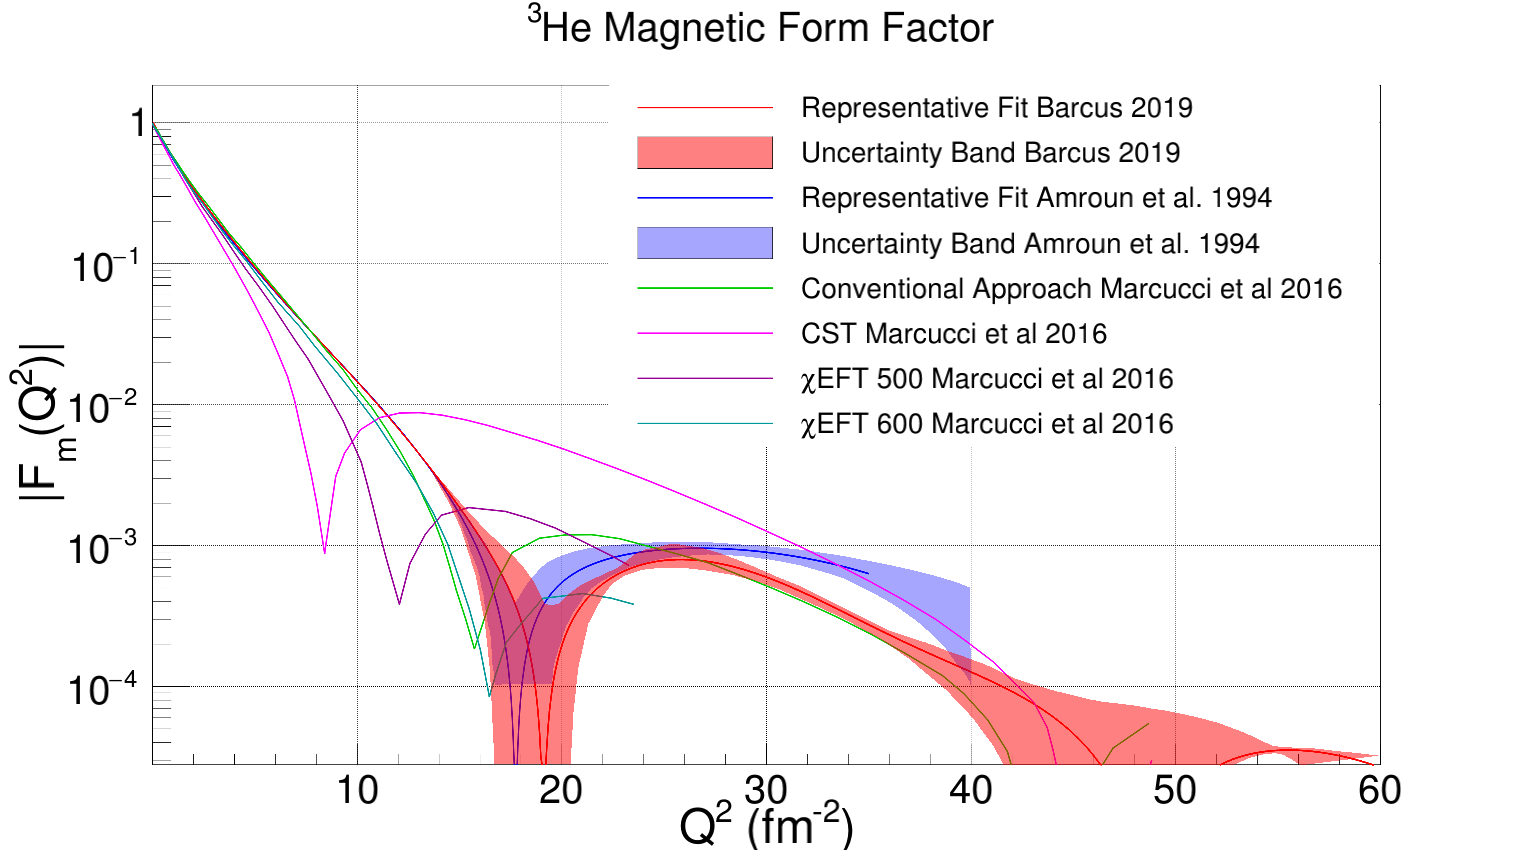 ³He Magnetic Form Factor
Representative Fit Barcus 2019
Uncertainty Band Barcus 2019
Representative Fit Amroun et al. 1994
Uncertainty Band Amroun et al. 1994
Conventional Approach Marcucci et al 2016
CST Marcucci et al 2016
χEFT 500 Marcucci et al 2016
χEFT 600 Marcucci et al 2016
|Fₘ(Q²)|
1
10⁻¹
10⁻²
10⁻³
10⁻⁴
10 20 30 40 50 60
Q² (fm⁻²)